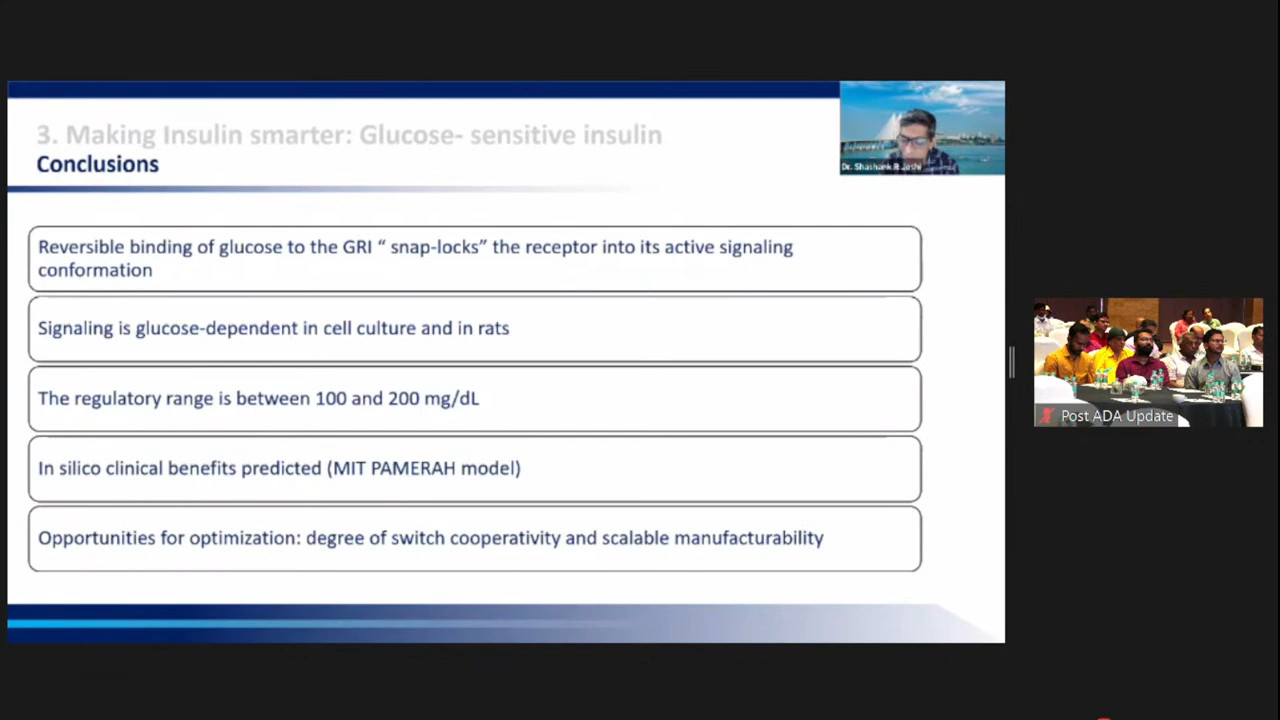 3. Making Insulin smarter: Glucose- sensitive insulin
Conclusions
Dr. Shashank R Joshi
Reversible binding of glucose to the GRI “ snap-locks” the receptor into its active signaling
conformation
Signaling is glucose-dependent in cell culture and in rats
The regulatory range is between 100 and 200 mg/dL
In silico clinical benefits predicted (MIT PAMERAH model)
Opportunities for optimization: degree of switch cooperativity and scalable manufacturability
Post ADA Update